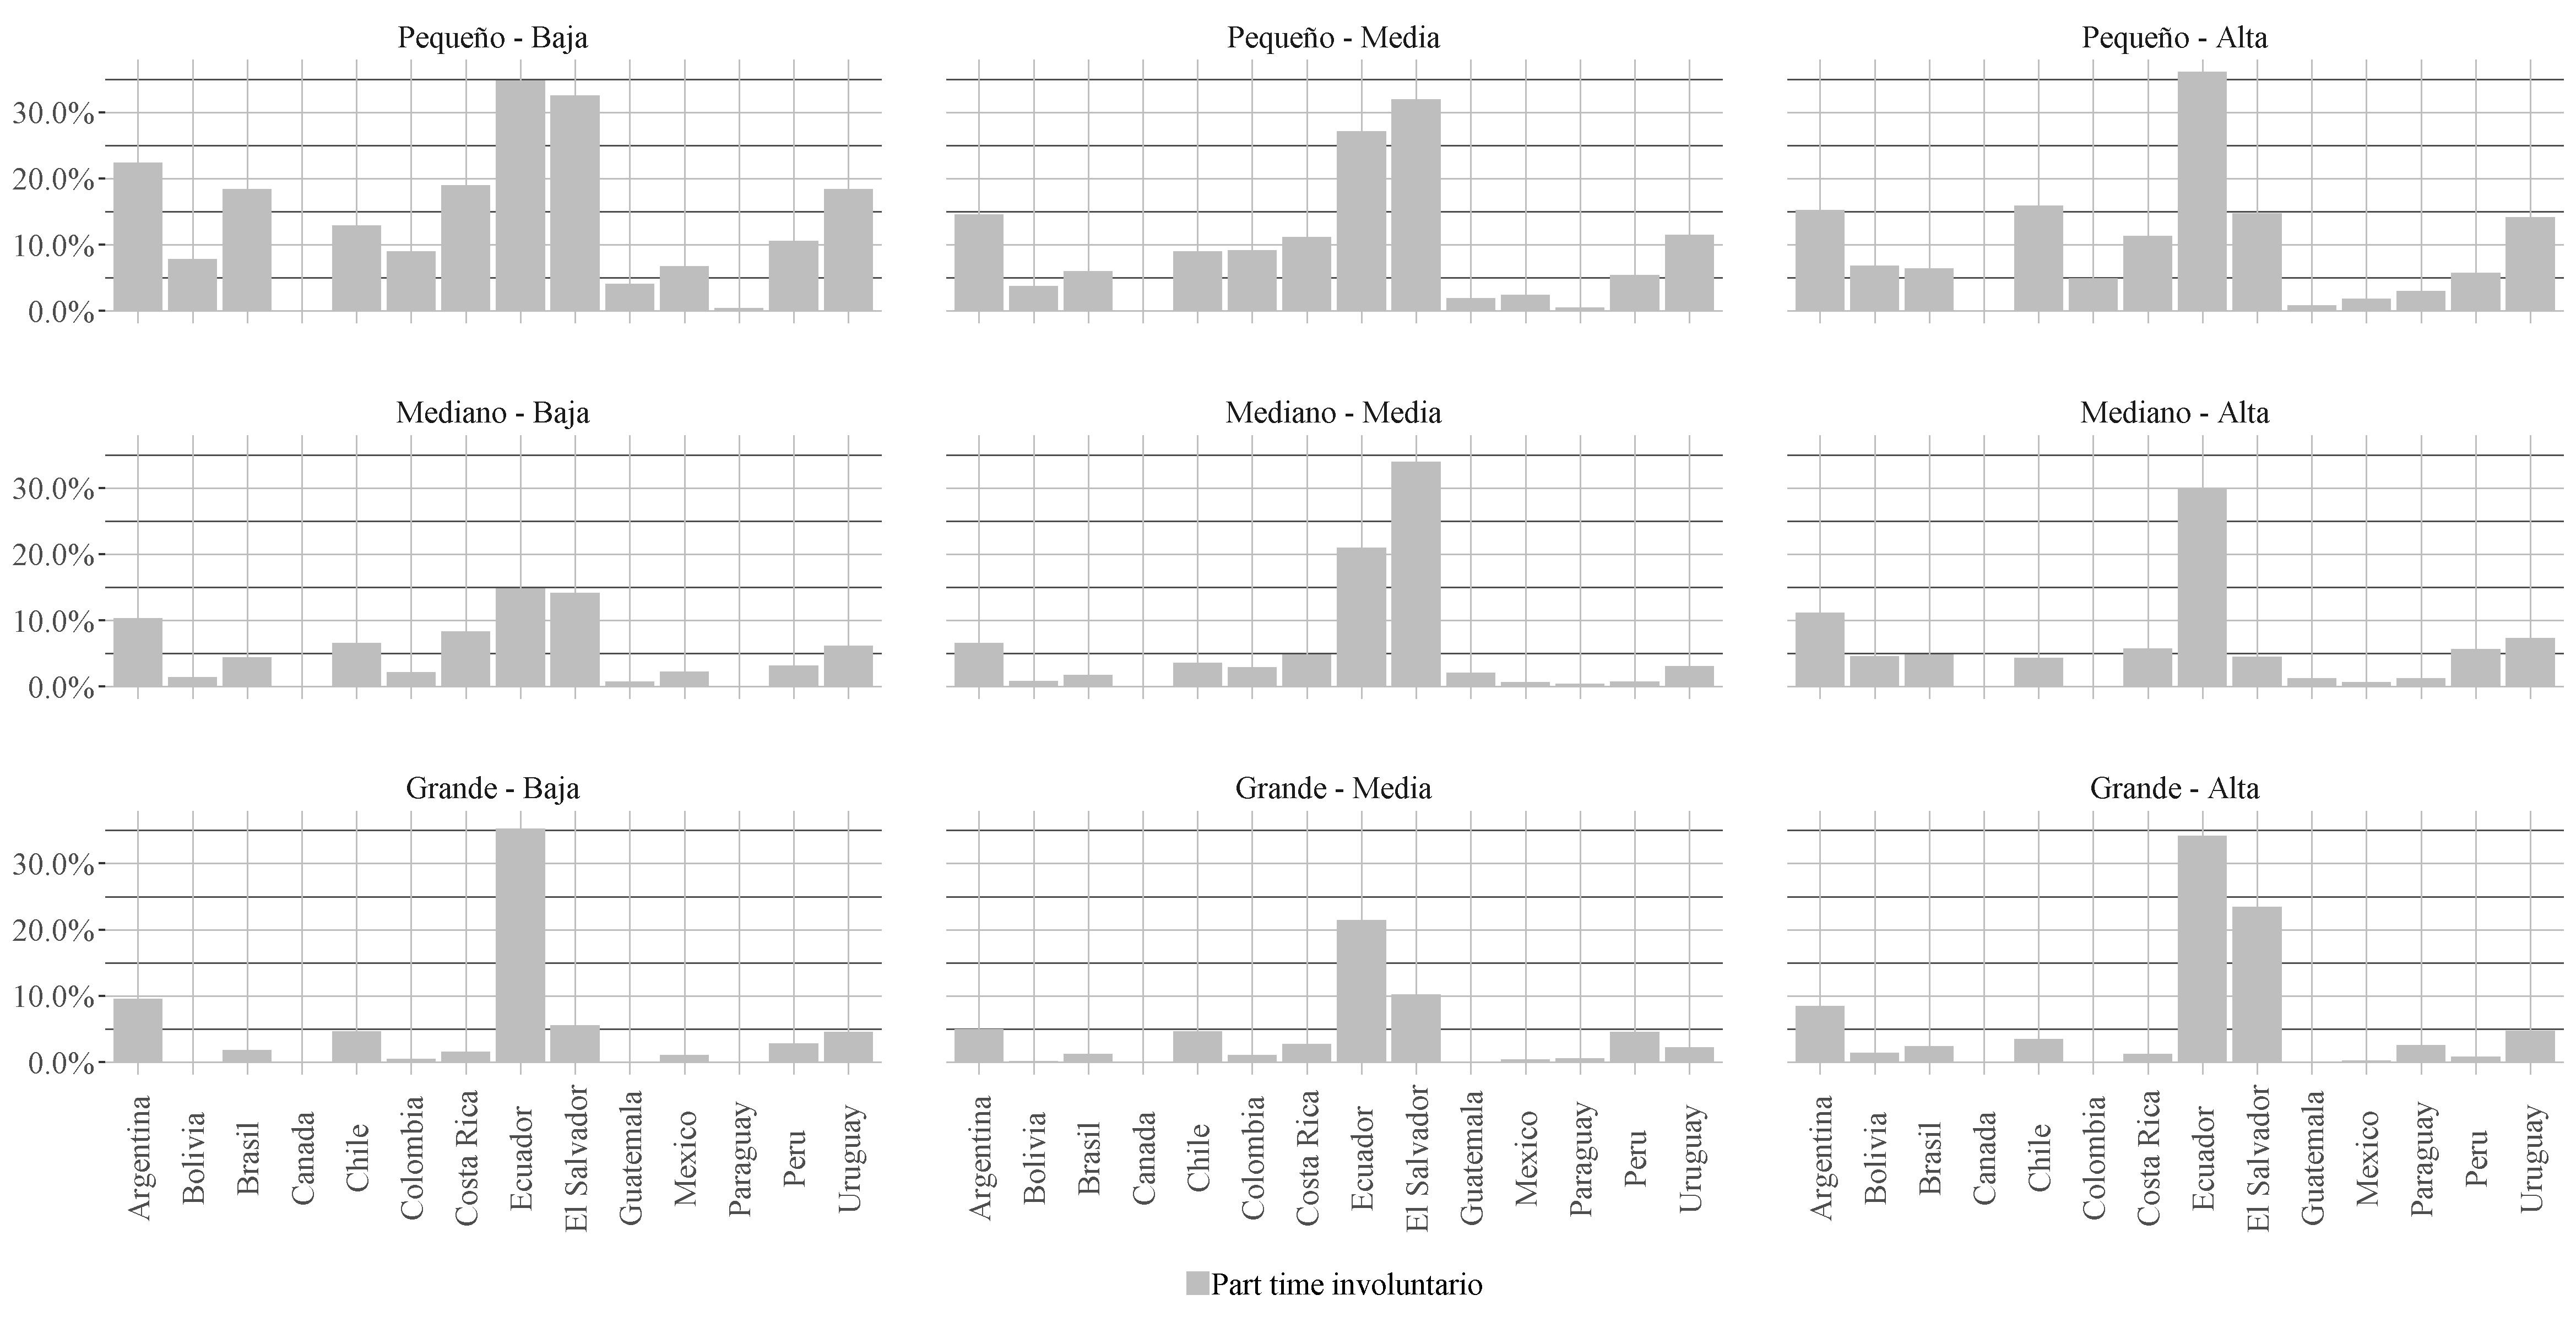 Pequeño - Baja
Pequeño - Media
Pequeño - Alta
30.0%
20.0%
10.0%
0.0%
Mediano - Baja
Mediano - Media
Mediano - Alta
30.0%
20.0%
10.0%
0.0%
Grande - Baja
Grande - Media
Grande - Alta
30.0%
20.0%
10.0%
0.0%
Argentina
Bolivia
Brasil
Canada
Chile
Colombia
Costa Rica
Ecuador
El Salvador
Guatemala
Mexico
Paraguay
Peru
Uruguay
Argentina
Bolivia
Brasil
Canada
Chile
Colombia
Costa Rica
Ecuador
El Salvador
Guatemala
Mexico
Paraguay
Peru
Uruguay
Argentina
Bolivia
Brasil
Canada
Chile
Colombia
Costa Rica
Ecuador
El Salvador
Guatemala
Mexico
Paraguay
Peru
Uruguay
Part time involuntario